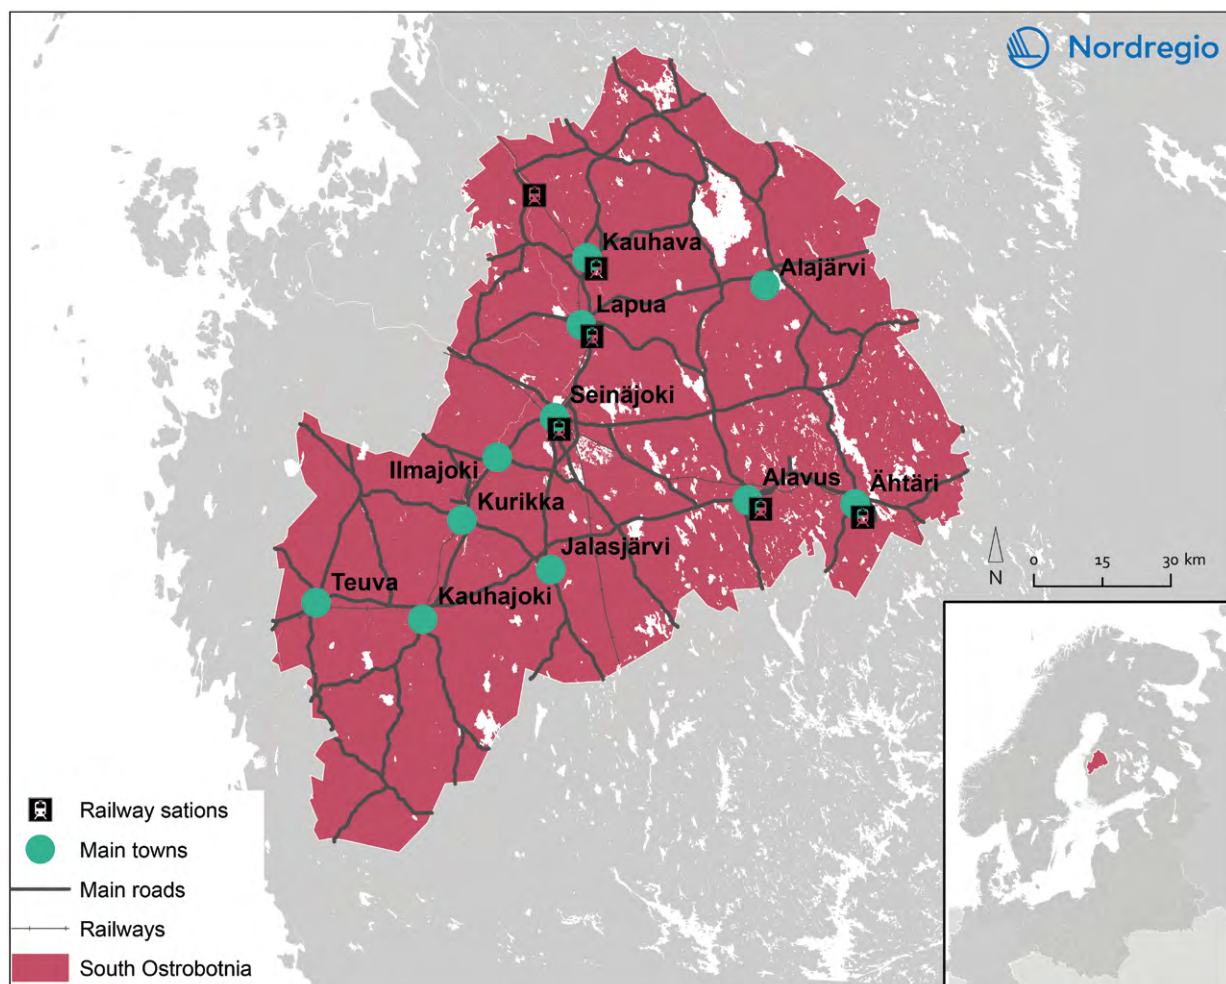 Nordregio
Kauhava
Alajärvi
Lapua
Seinäjoki
Ilmajoki
Alavus
Ähtäri
Kurikka
Jalasjärvi
Teuva
Kauhajoki
N
0 15 30 km
Railway sations
Main towns
Main roads
Railways
South Ostrobotnia